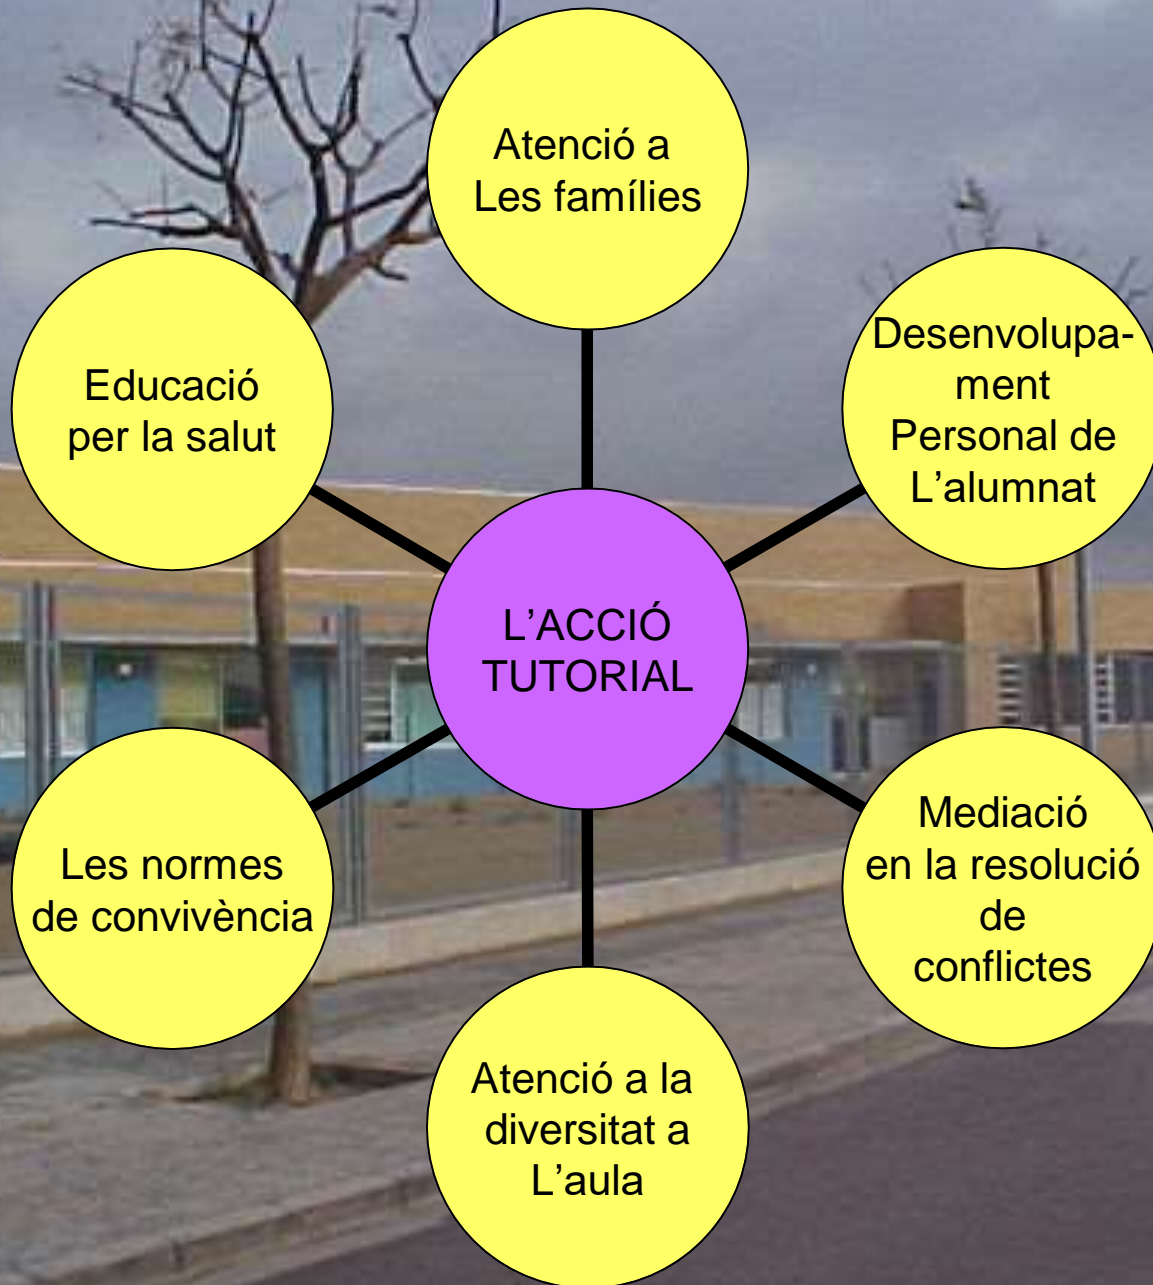 Atenció a
Les famílies
Desenvolupa-
ment
Personal de
L’alumnat
Educació
per la salut
L’ACCIÓ
TUTORIAL
Mediació
en la resolució
de
conflictes
Les normes
de convivència
Atenció a la
diversitat a
L’aula